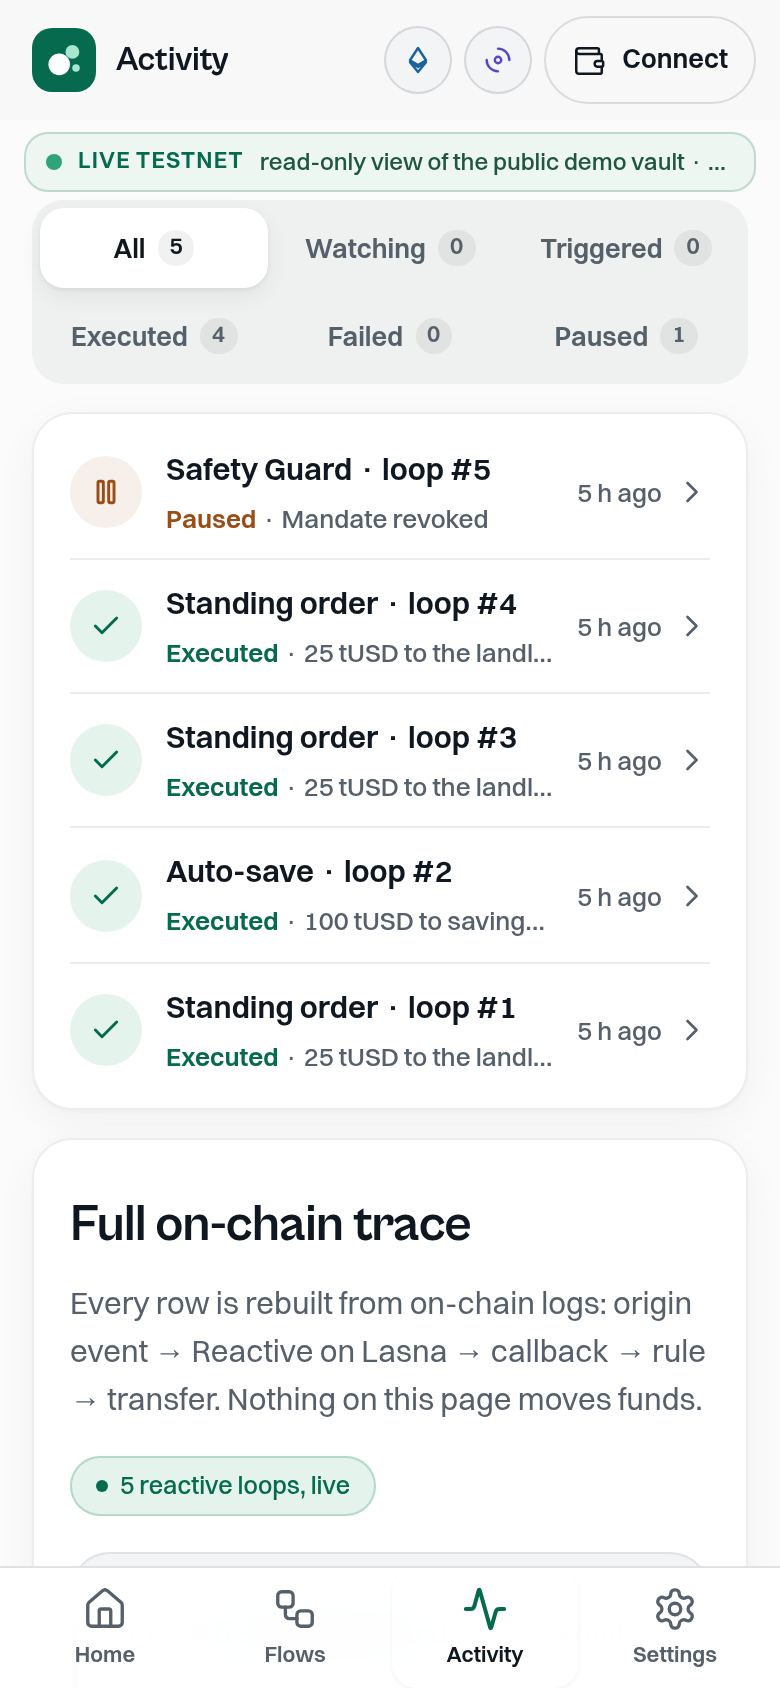 Activity
Connect
LIVE TESTNET read-only view of the public demo vault · ...
All 5
Watching 0
Triggered 0
Executed 4
Failed 0
Paused 1
Safety Guard · loop #5
Paused · Mandate revoked
5 h ago
Standing order · loop #4
Executed · 25 tUSD to the landl...
5 h ago
Standing order · loop #3
Executed · 25 tUSD to the landl...
5 h ago
Auto-save · loop #2
Executed · 100 tUSD to saving...
5 h ago
Standing order · loop #1
Executed · 25 tUSD to the landl...
5 h ago
Full on-chain trace
Every row is rebuilt from on-chain logs: origin
event → Reactive on Lasna → callback → rule
→ transfer. Nothing on this page moves funds.
5 reactive loops, live
Home
Flows
Activity
Settings